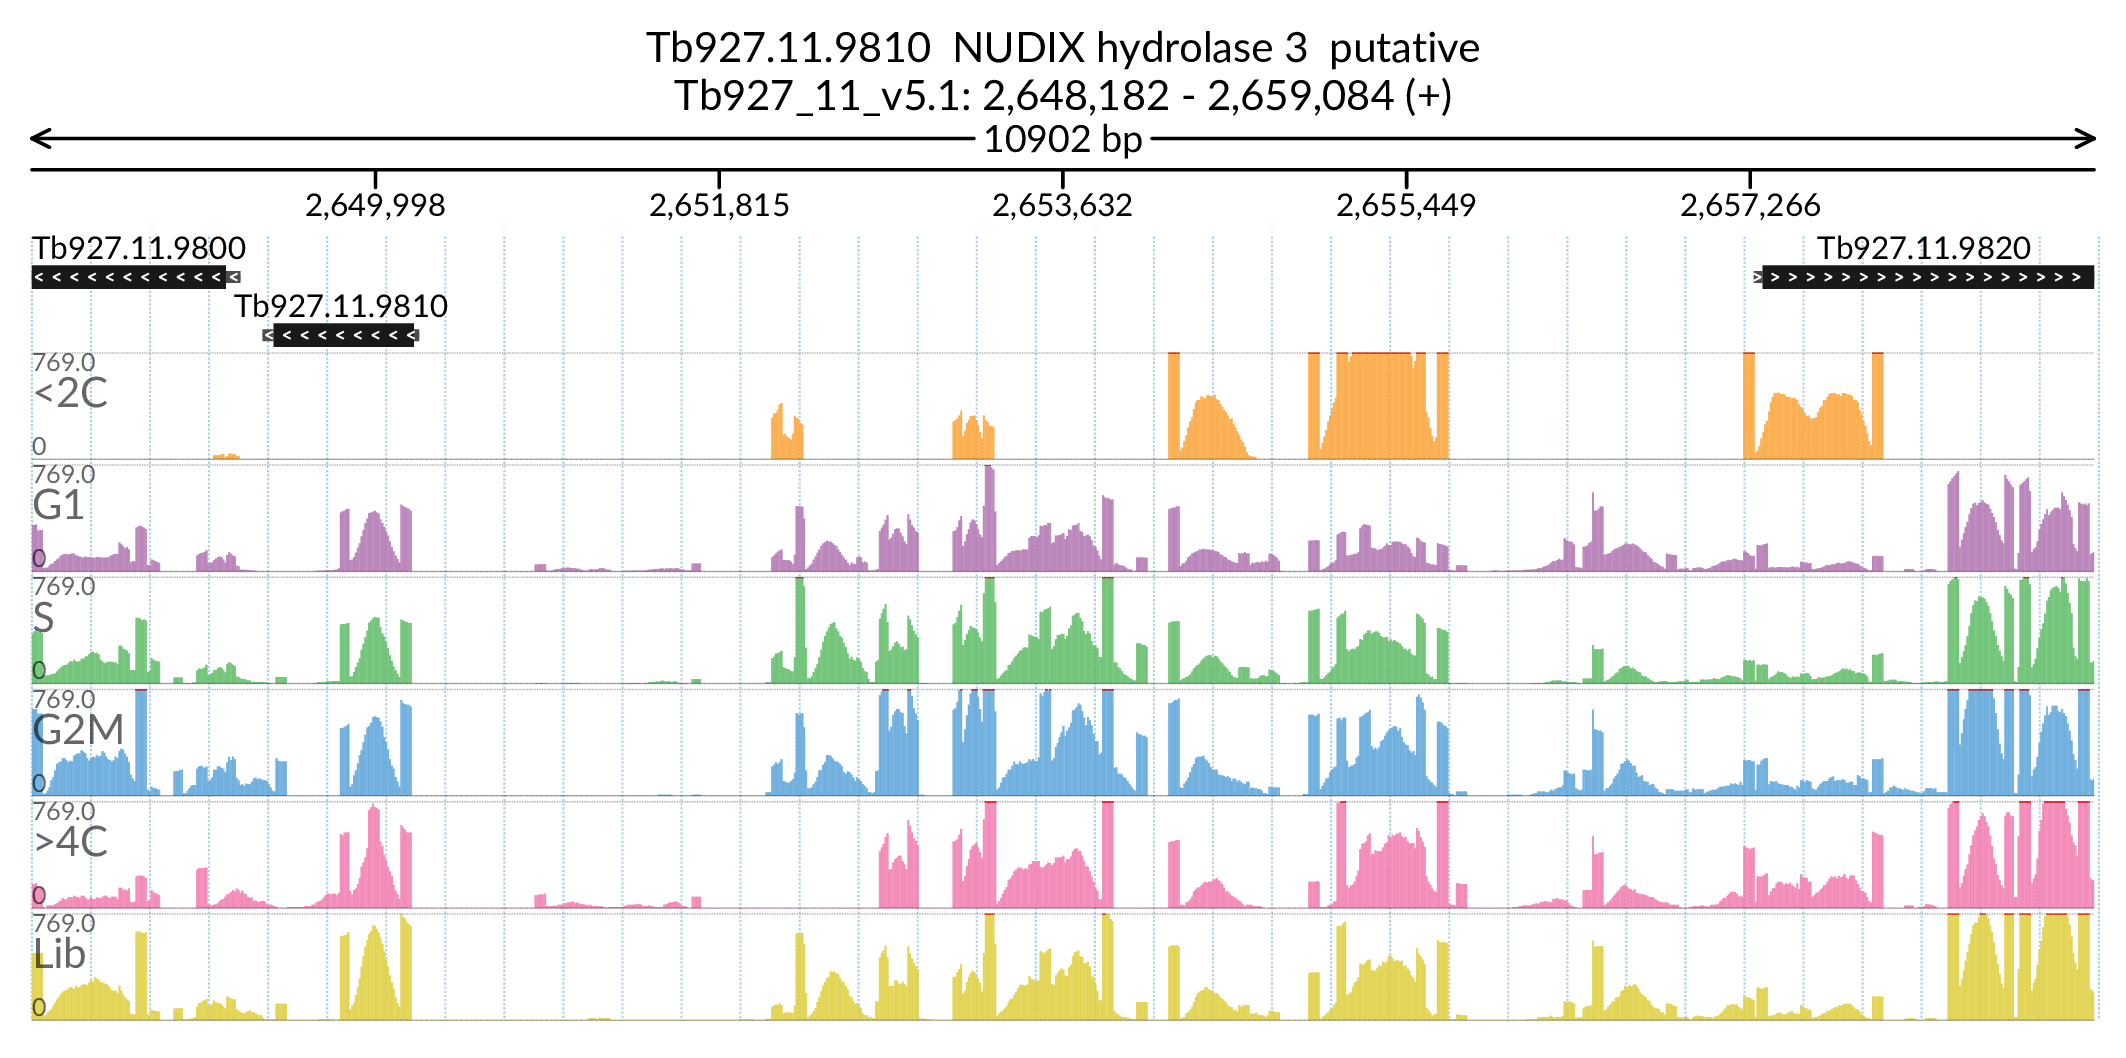 Tb927.11.9810  NUDIX hydrolase 3  putative
Tb927_11_v5.1: 2,648,182 - 2,659,084 (+)
10902 bp
2,649,998 2,651,815 2,653,632 2,655,449 2,657,266
Tb927.11.9800 Tb927.11.9820
Tb927.11.9810
769.0
<2C
0
769.0
G1
0
769.0
S
0
769.0
G2M
0
769.0
>4C
0
769.0
Lib
0